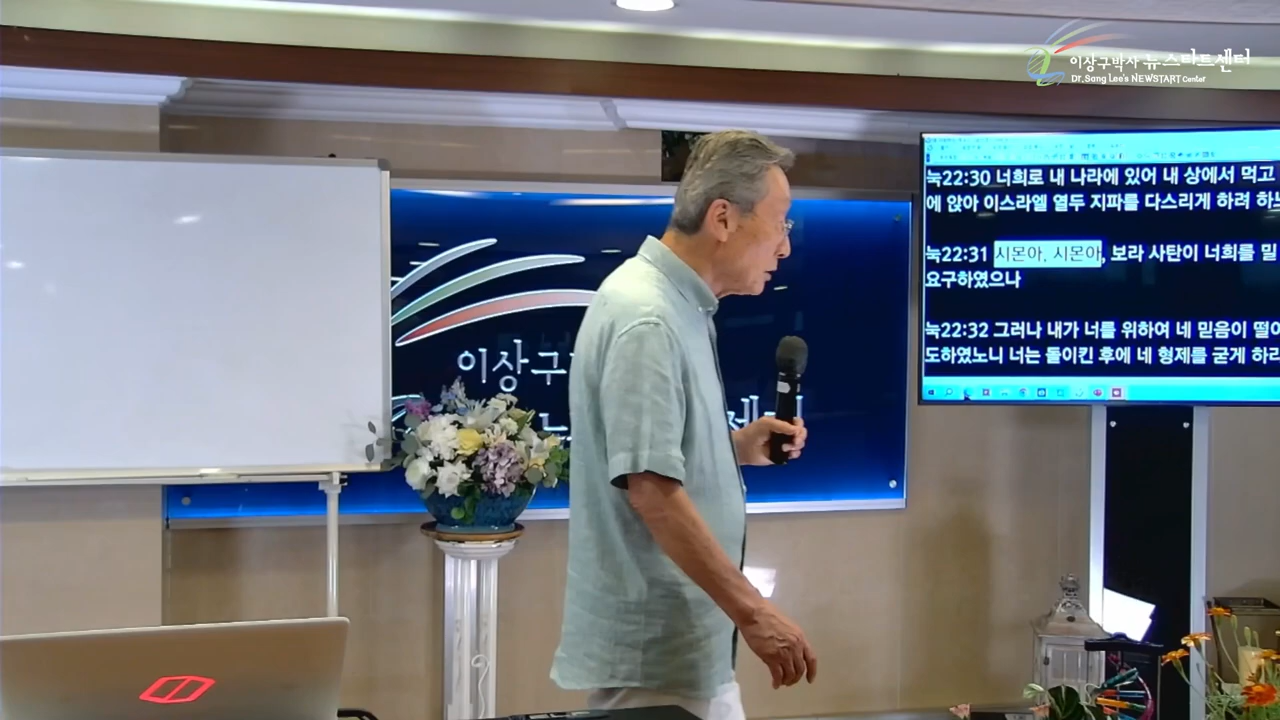 이상구박사 뉴스타트센터
Dr. Sang Lee's NEWSTART Center
눅22:30 너희로 내 나라에 있어 내 상에서 먹고
에 앉아 이스라엘 열두 지파를 다스리게 하려 하노
눅22:31 시몬아, 시몬아, 보라 사탄이 너희를 밀
요구하였으나
눅22:32 그러나 내가 너를 위하여 네 믿음이 떨어
도하였노니 너는 돌이킨 후에 네 형제를 굳게 하라
이상구
센터